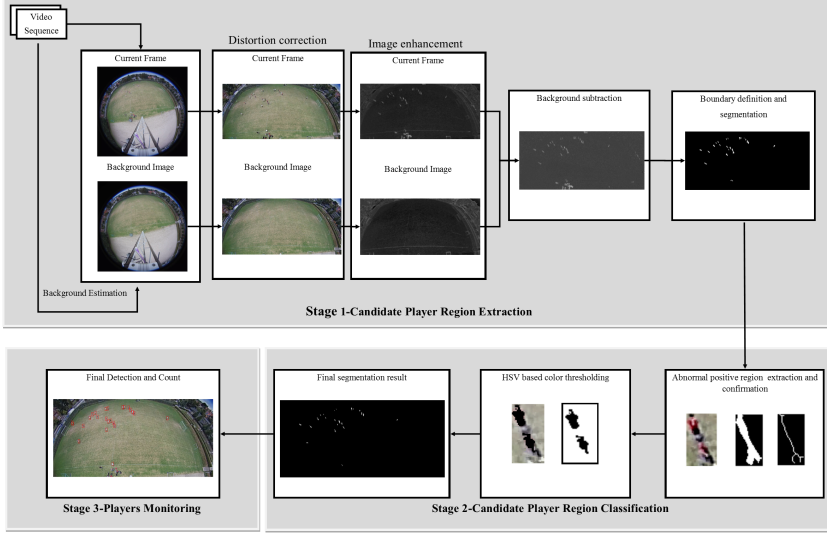 Video
Sequence
Distortion correction
Image enhancement
Current Frame
Current Frame
Current Frame
Background Image
Background Image
Background Image
Background subtraction
Boundary definition and
segmentation
Background Estimation
Stage 1-Candidate Player Region Extraction
Final Detection and Count
Final segmentation result
HSV based color thresholding
Abnormal positive region extraction and
confirmation
Stage 3-Players Monitoring
Stage 2-Candidate Player Region Classification